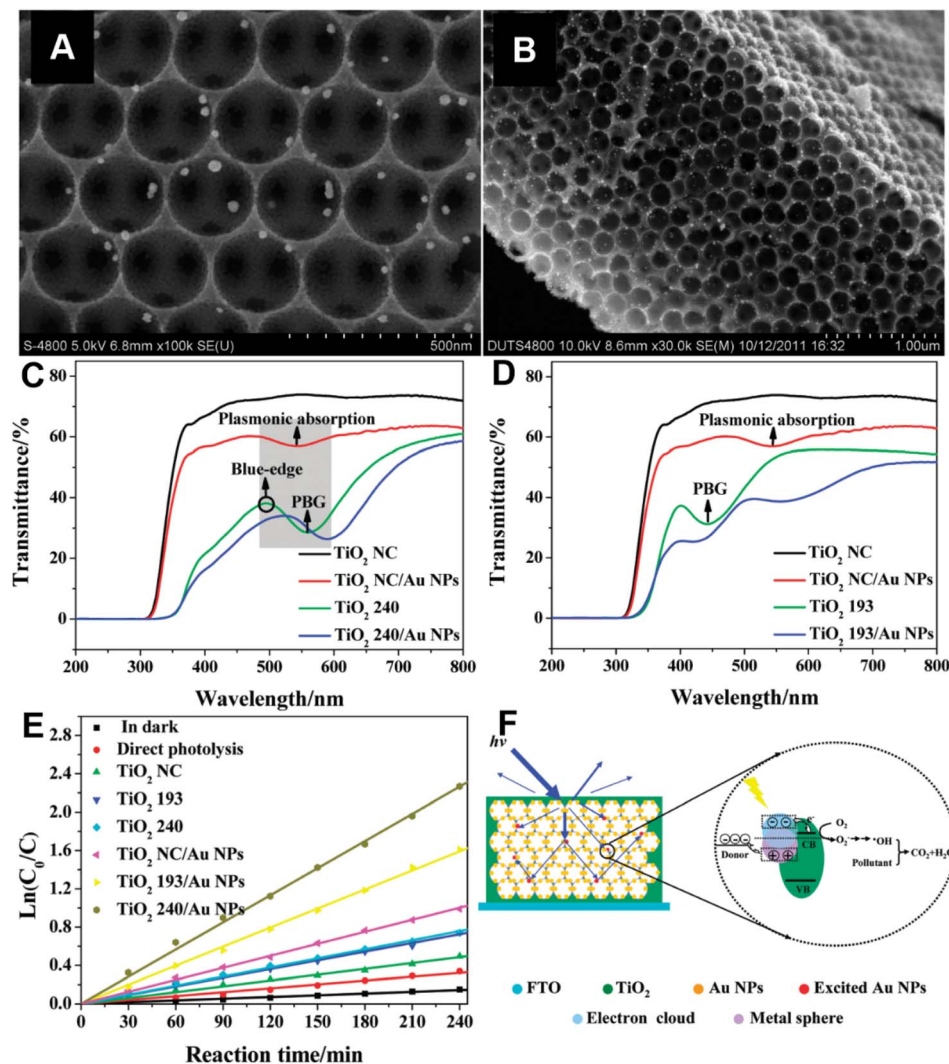 A
S-4800 5.0kV 6.8mm x100k SE(U)
500nm
B
DUTS4800 10.0kV 8.6mm x30.0k SE(M) 10/12/2011 16:32
1.00um
C
80
60
40
20
0
Transmittance/%
Plasmonic absorption
Blue-edge
PBG
TiO₂ NC
TiO₂ NC/Au NPs
TiO₂ 240
TiO₂ 240/Au NPs
200 300 400 500 600 700 800
Wavelength/nm
D
80
60
40
20
0
Transmittance/%
Plasmonic absorption
PBG
TiO₂ NC
TiO₂ NC/Au NPs
TiO₂ 193
TiO₂ 193/Au NPs
200 300 400 500 600 700 800
Wavelength/nm
E
2.8
2.4
2.0
1.6
1.2
0.8
0.4
0.0
Ln(C₀/C)
In dark
Direct photolysis
TiO₂ NC
TiO₂ 193
TiO₂ 240
TiO₂ NC/Au NPs
TiO₂ 193/Au NPs
TiO₂ 240/Au NPs
0 30 60 90 120 150 180 210 240
Reaction time/min
F
hν
Donor
e⁻
CB
VB
O₂
O₂⁻
·OH
Pollutant
CO₂+H₂O
FTO
TiO₂
Au NPs
Excited Au NPs
Electron cloud
Metal sphere